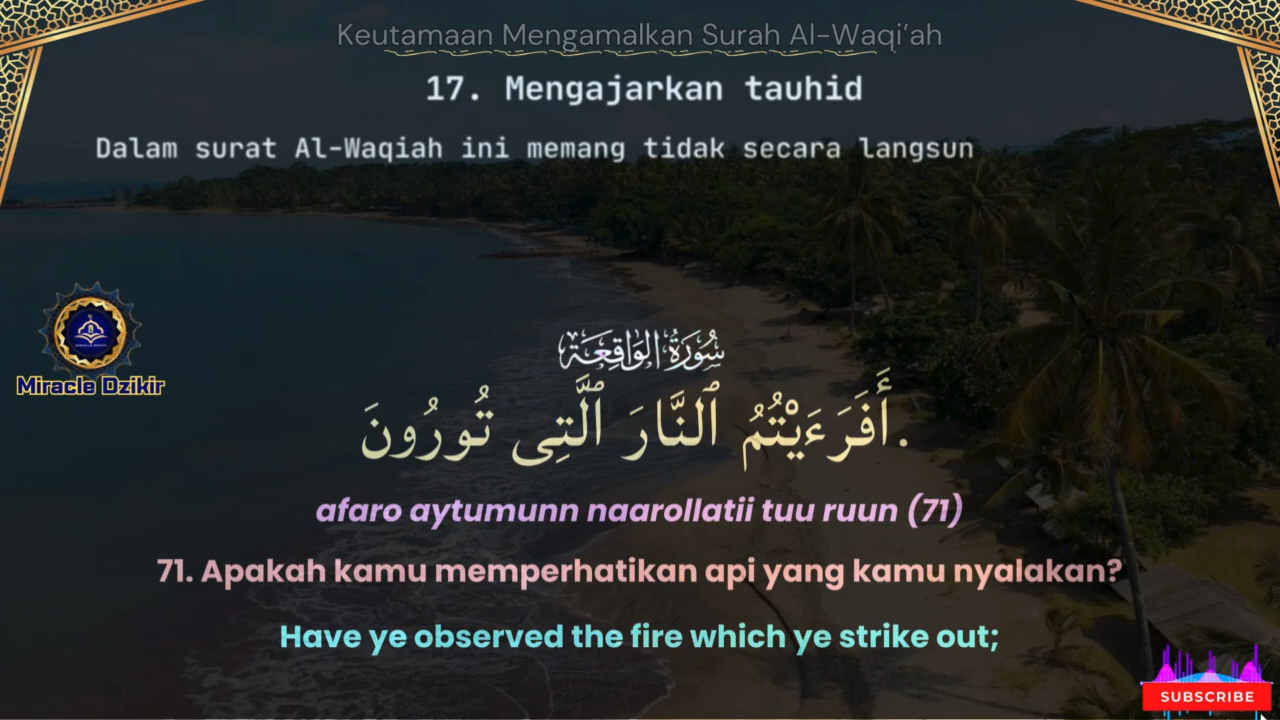 Keutamaan Mengamalkan Surah Al-Waqi'ah
17. Mengajarkan tauhid
Dalam surat Al-Waqiah ini memang tidak secara langsun
سُورَةُ الوَاقِعَة
Miracle Dzikir
.أَفَرَءَيْتُمُ ٱلنَّارَ ٱلَّتِى تُورُونَ
afaro aytumunn naarollatii tuu ruun (71)
71. Apakah kamu memperhatikan api yang kamu nyalakan?
Have ye observed the fire which ye strike out;
SUBSCRIBE